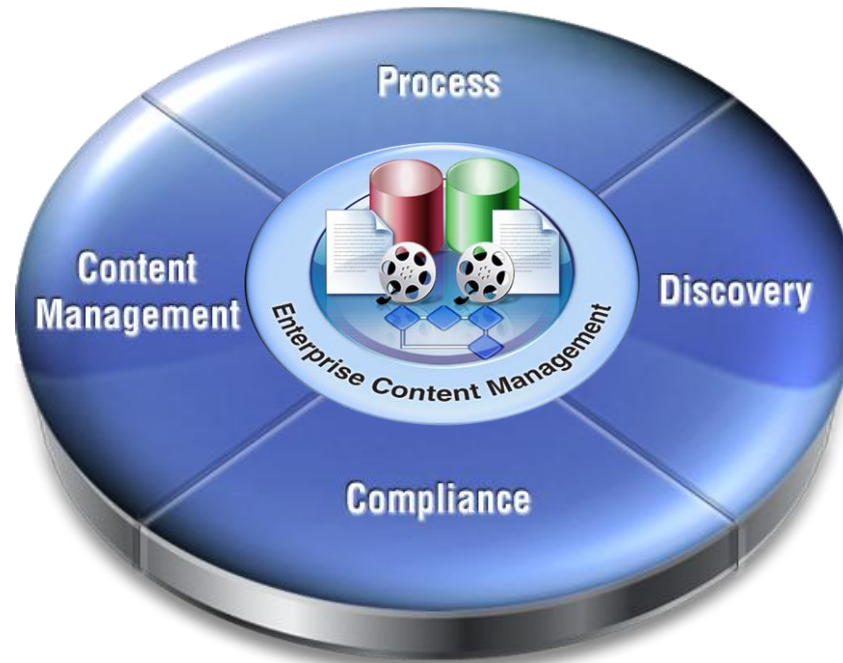 Process
Content
Management
Discovery
Enterprise Content Management
Compliance